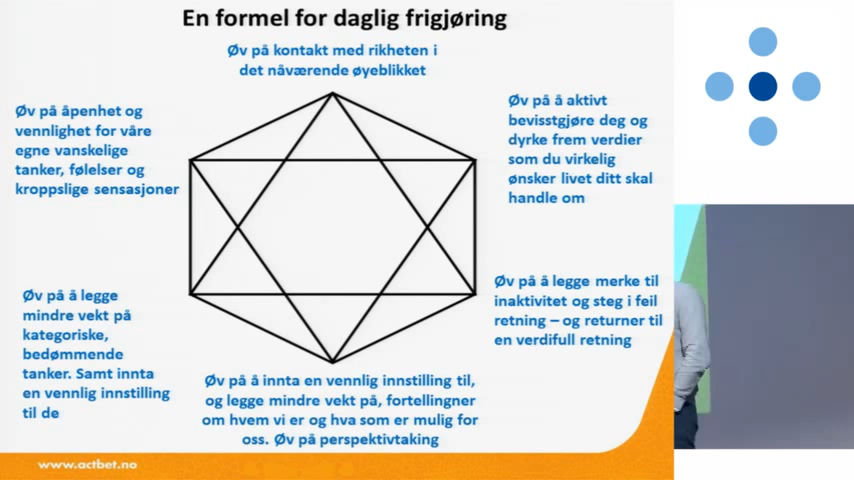 En formel for daglig frigjøring
Øv på kontakt med rikheten i
det nåværende øyeblikket
Øv på åpenhet og
vennlighet for våre
egne vanskelige
tanker, følelser og
kroppslige sensasjoner
Øv på å aktivt
bevisstgjøre deg og
dyrke frem verdier
som du virkelig
ønsker livet ditt skal
handle om
Øv på å legge
mindre vekt på
kategoriske,
bedømmende
tanker. Samt innta
en vennlig innstilling
til de
Øv på å legge merke til
inaktivitet og steg i feil
retning – og returner til
en verdifull retning
Øv på å innta en vennlig innstilling til,
og legge mindre vekt på, fortellingner
om hvem vi er og hva som er mulig for
oss. Øv på perspektivtaking
www.actbet.no